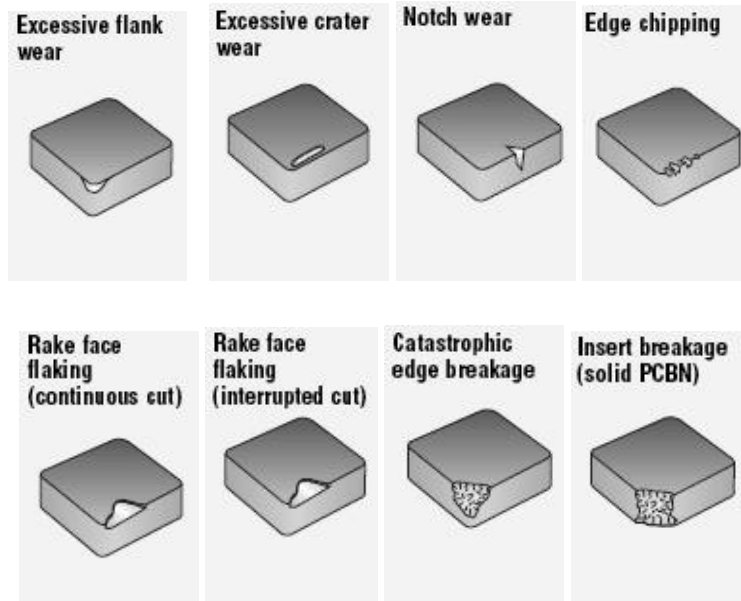 Excessive flank
wear
Excessive crater
wear
Notch wear
Edge chipping
Rake face
flaking
(continuous cut)
Rake face
flaking
(interrupted cut)
Catastrophic
edge breakage
Insert breakage
(solid PCBN)